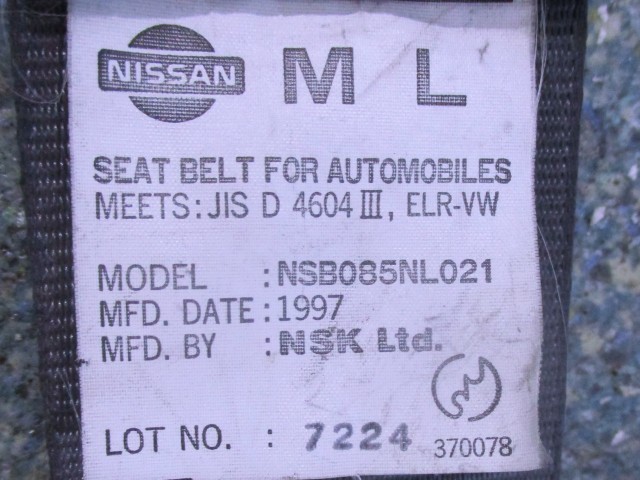 NISSAN M L
SEAT BELT FOR AUTOMOBILES
MEETS: JIS D 4604 III, ELR-VW
MODEL : NSB085NL021
MFD. DATE : 1997
MFD. BY : NSK Ltd.
LOT NO. : 7224 370078